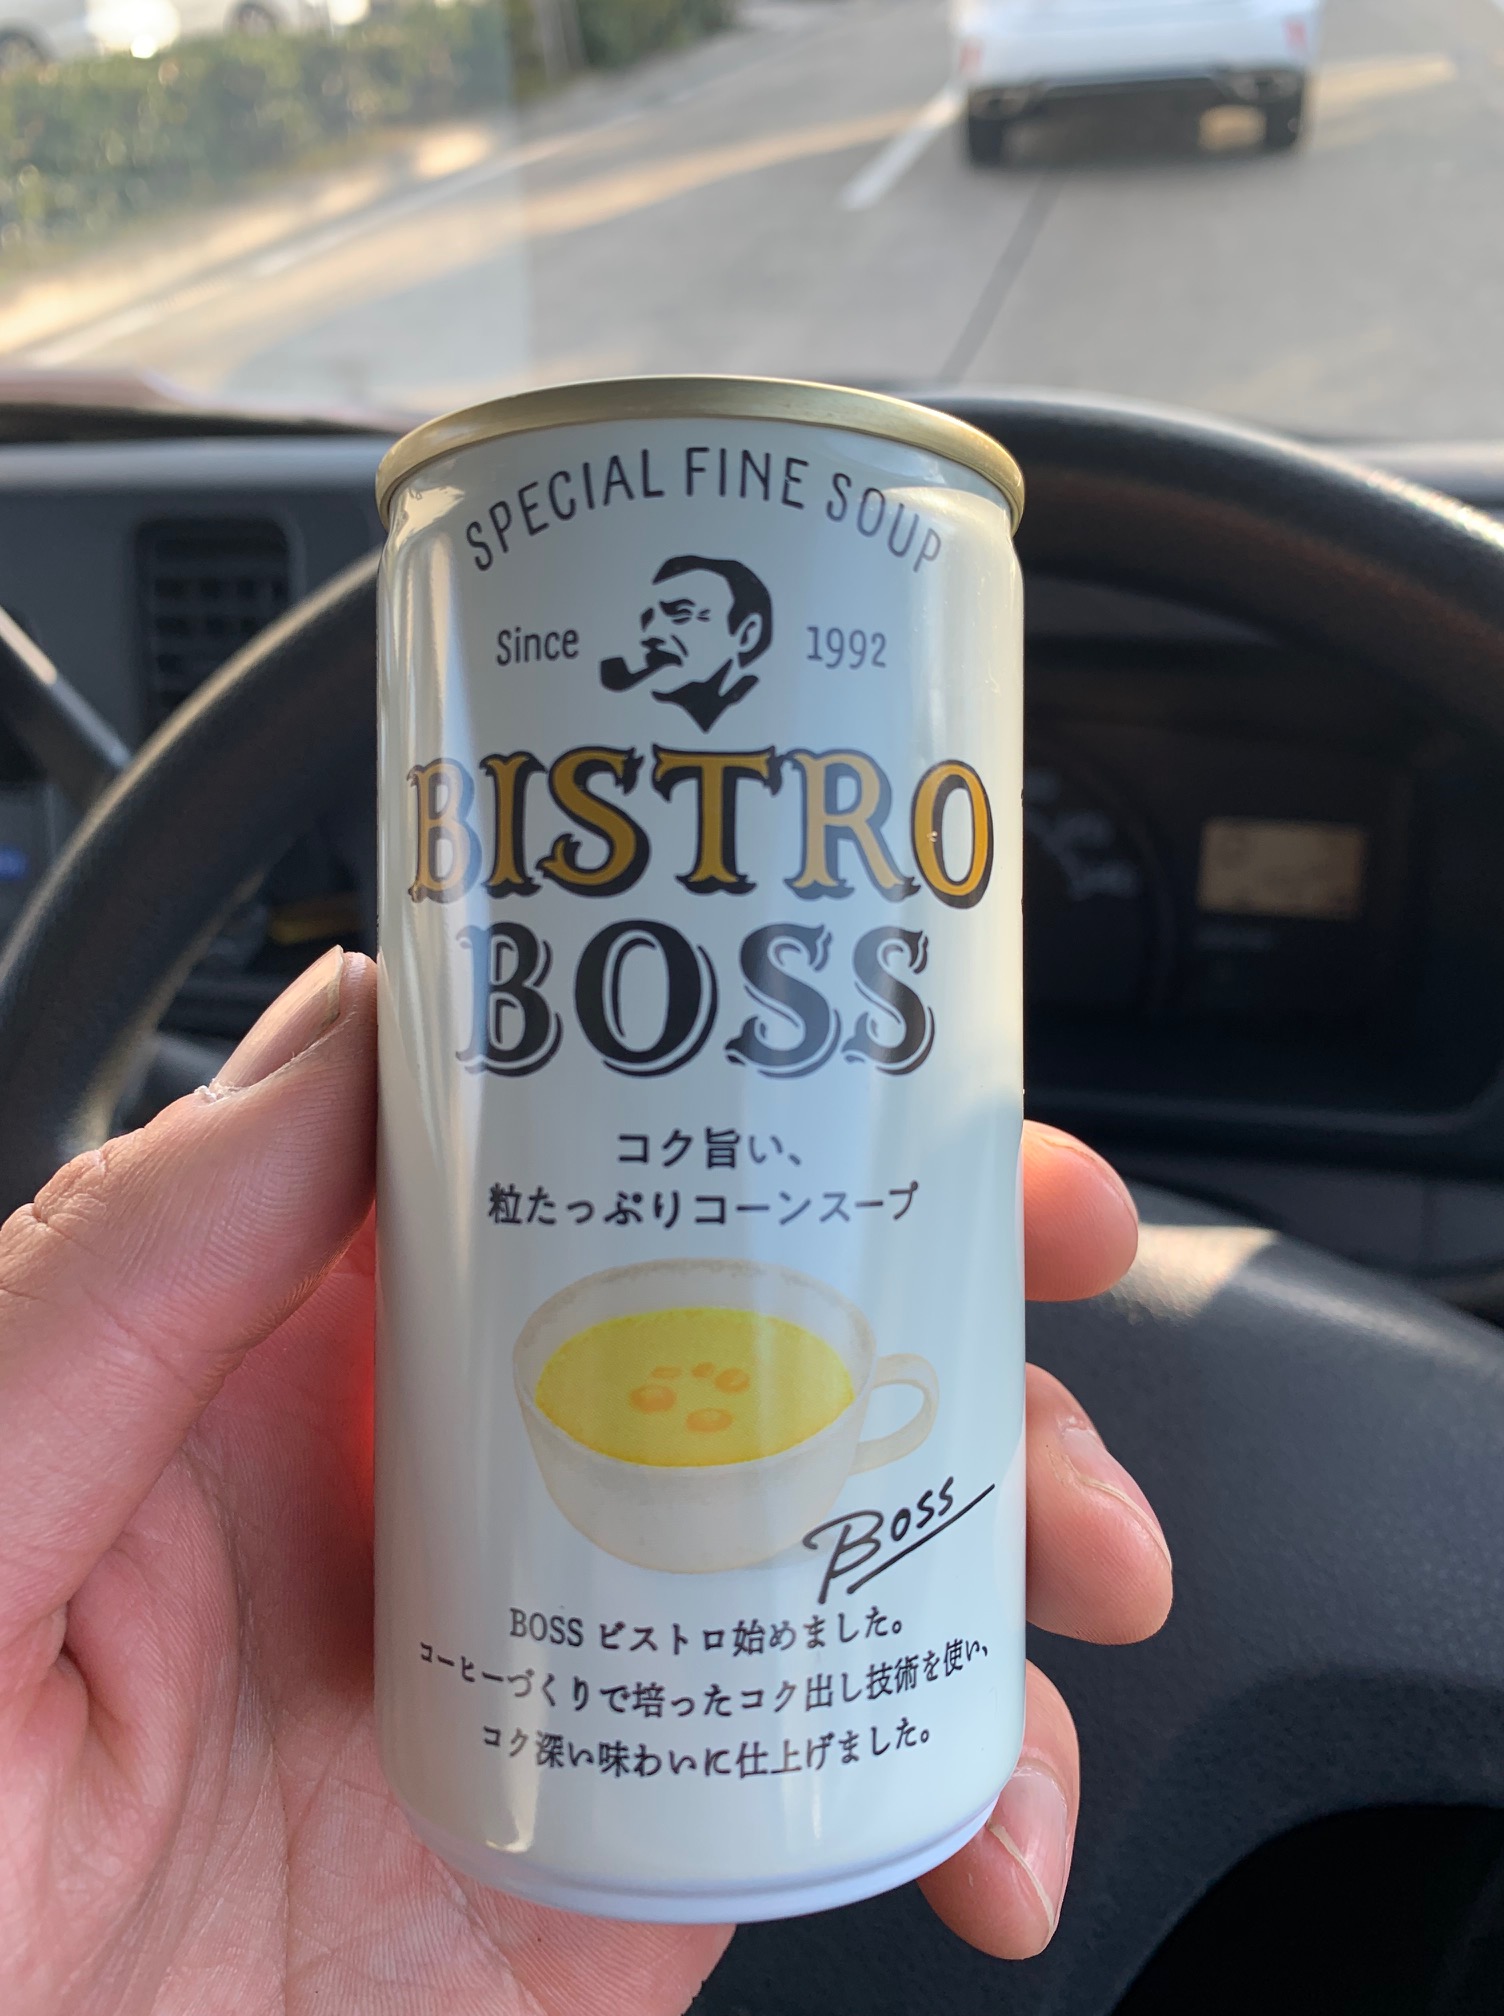 SPECIAL FINE SOUP
Since 1992
BISTRO
BOSS
コク旨い、
粒たっぷりコーンスープ
Boss
BOSS ビストロ始めました。
コーヒーづくりで培ったコク出し技術を使い、
コク深い味わいに仕上げました。